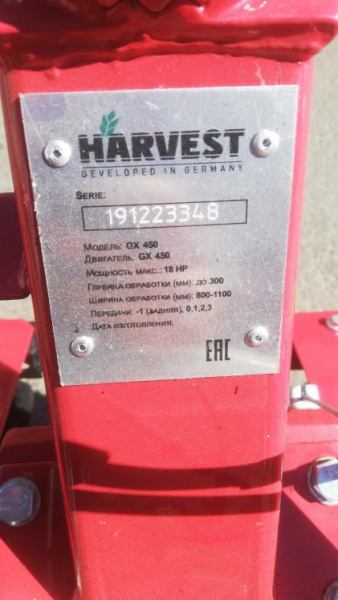 HARVEST
DEVELOPED IN GERMANY
SERIE:
191223348
МОДЕЛЬ: GX 450
ДВИГАТЕЛЬ: GX 450
МОЩНОСТЬ МАКС.: 18 HP
ГЛУБИНА ОБРАБОТКИ (ММ): ДО 300
ШИРИНА ОБРАБОТКИ (ММ): 800-1100
ПЕРЕДАЧИ: -1 (ЗАДНЯЯ), 0,1,2,3
ДАТА ИЗГОТОВЛЕНИЯ:
EAC